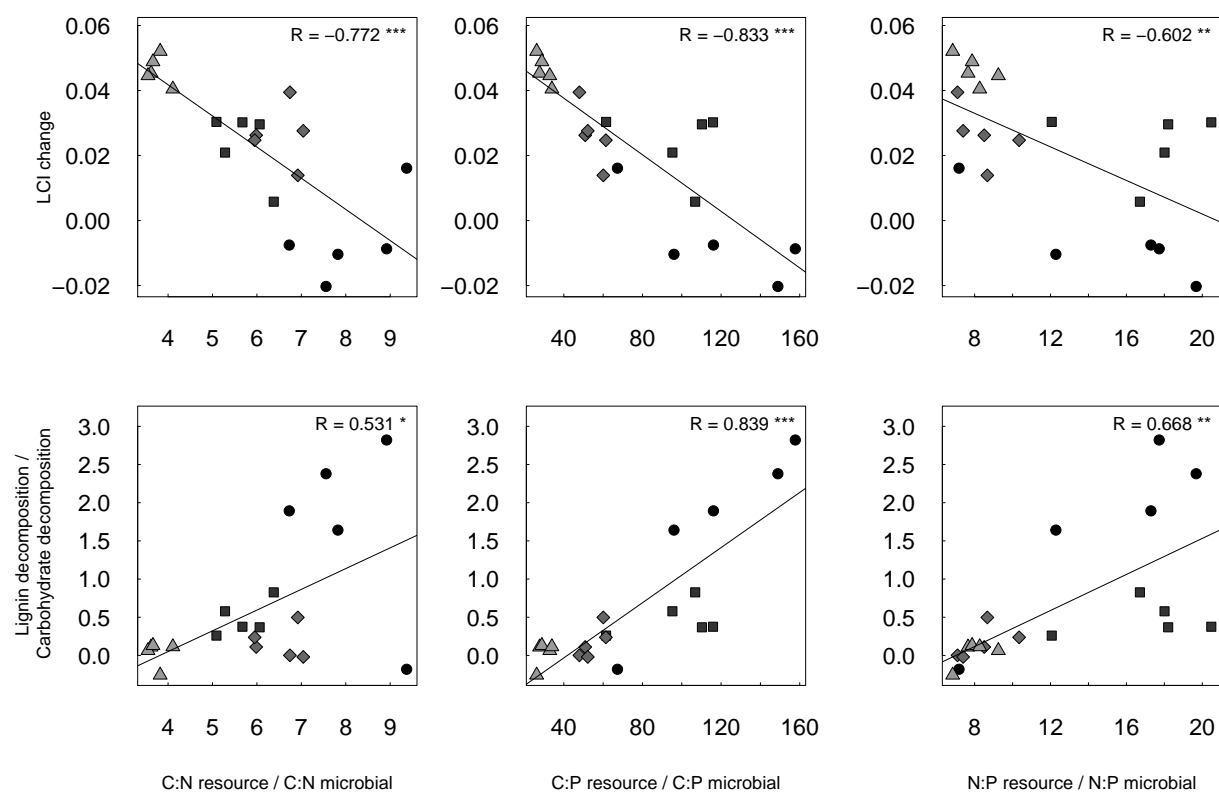 R = −0.772 ***
R = −0.833 ***
R = −0.602 **
LCI change
0.06
0.04
0.02
0.00
−0.02
0.06
0.04
0.02
0.00
−0.02
0.06
0.04
0.02
0.00
−0.02
4 5 6 7 8 9
40 80 120 160
8 12 16 20
R = 0.531 *
R = 0.839 ***
R = 0.668 **
Lignin decomposition /
Carbohydrate decomposition
3.0
2.5
2.0
1.5
1.0
0.5
0.0
3.0
2.5
2.0
1.5
1.0
0.5
0.0
3.0
2.5
2.0
1.5
1.0
0.5
0.0
4 5 6 7 8 9
40 80 120 160
8 12 16 20
C:N resource / C:N microbial
C:P resource / C:P microbial
N:P resource / N:P microbial